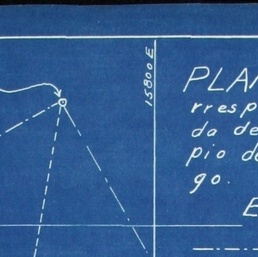 15800 E
PLAN
rresp
da de
pio d
go.
E